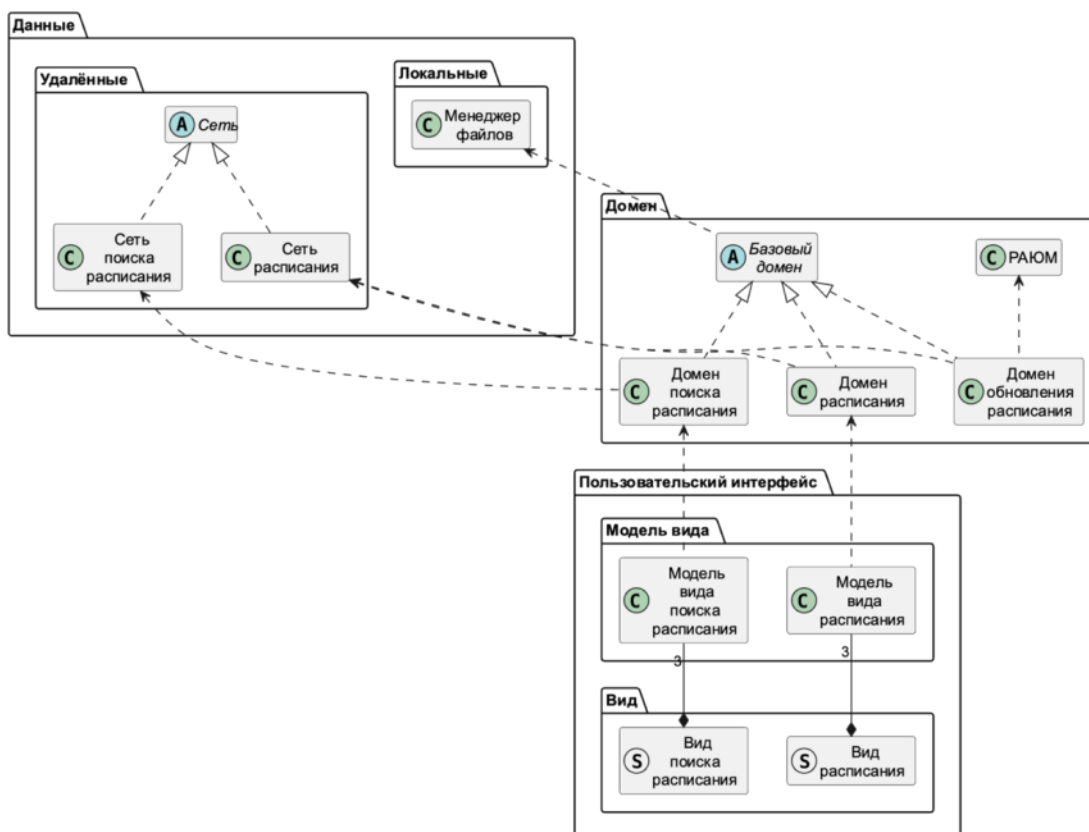 Данные
Удалённые
Локальные
A Сеть
C Менеджер
файлов
C Сеть
поиска
расписания
C Сеть
расписания
Домен
A Базовый
домен
C РАЮМ
C Домен
поиска
расписания
C Домен
расписания
C Домен
обновления
расписания
Пользовательский интерфейс
Модель вида
C Модель
вида
поиска
расписания
C Модель
вида
расписания
3
3
Вид
S Вид
поиска
расписания
S Вид
расписания